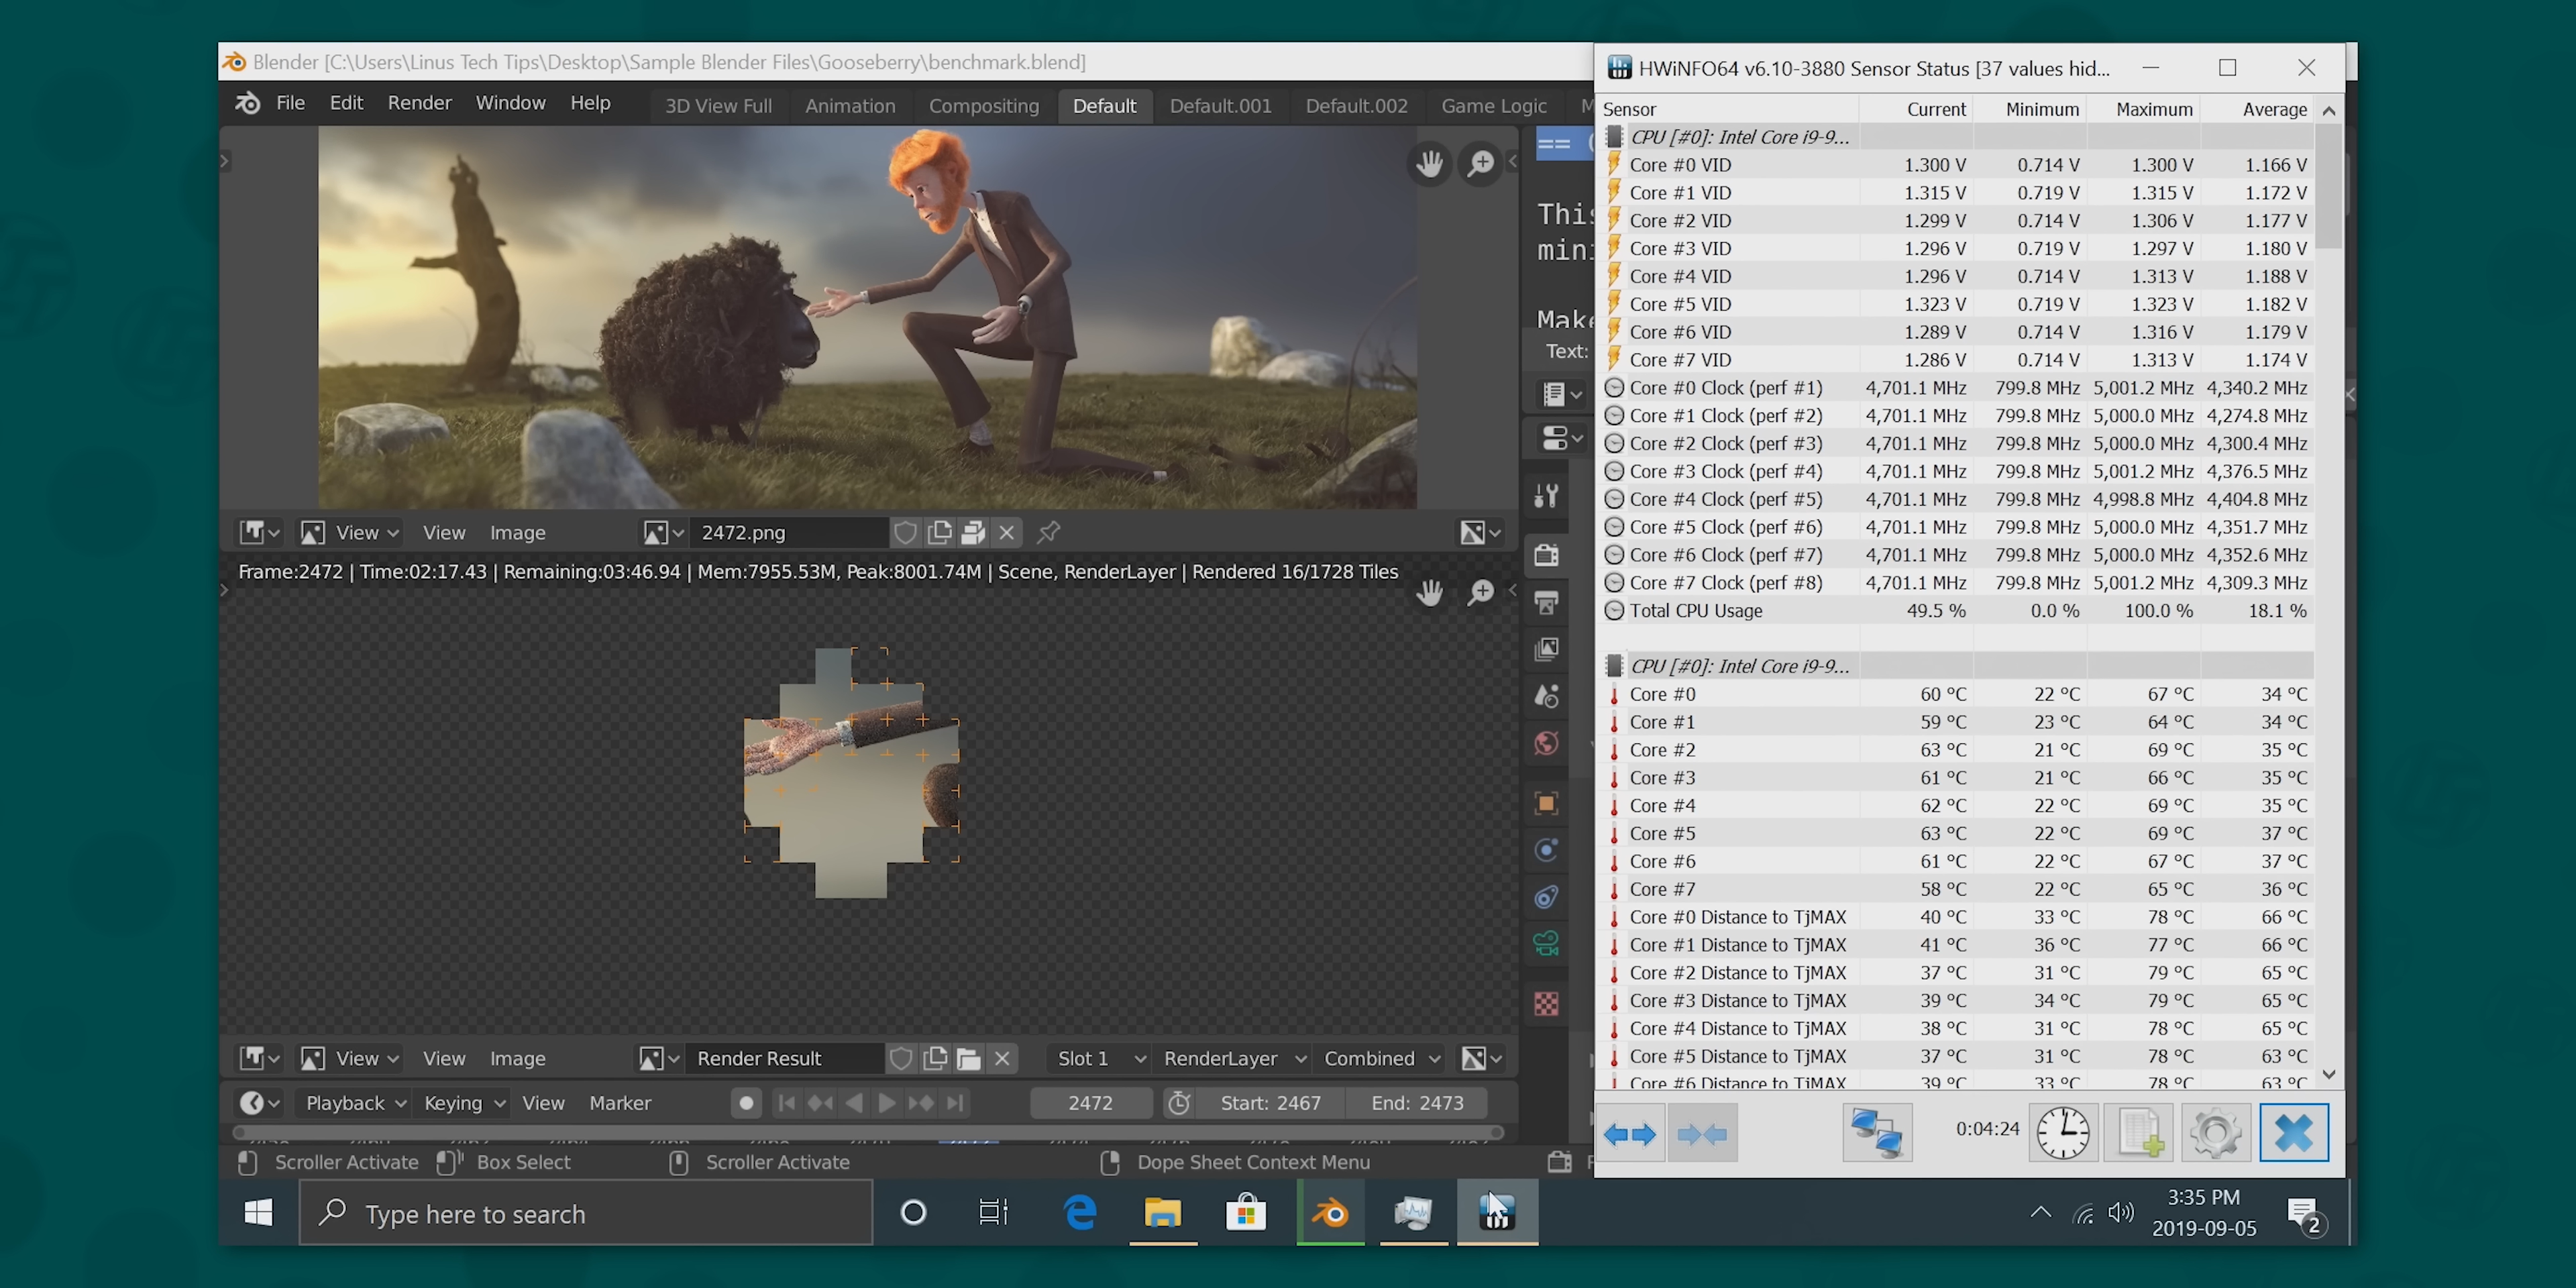 Blender [C:\Users\Linus Tech Tips\Desktop\Sample Blender Files\Gooseberry\benchmark.blend]
File Edit Render Window Help 3D View Full Animation Compositing Default Default.001 Default.002 Game Logic
==
This
mini
Make
Text:
View View Image 2472.png
Frame:2472 | Time:02:17.43 | Remaining:03:46.94 | Mem:7955.53M, Peak:8001.74M | Scene, RenderLayer | Rendered 16/1728 Tiles
View View Image Render Result Slot 1 RenderLayer Combined
Playback Keying View Marker 2472 Start: 2467 End: 2473
Scroller Activate Box Select Scroller Activate Dope Sheet Context Menu
HWiNFO64 v6.10-3880 Sensor Status [37 values hid...
Sensor Current Minimum Maximum Average
CPU [#0]: Intel Core i9-9...
Core #0 VID 1.300 V 0.714 V 1.300 V 1.166 V
Core #1 VID 1.315 V 0.719 V 1.315 V 1.172 V
Core #2 VID 1.299 V 0.714 V 1.306 V 1.177 V
Core #3 VID 1.296 V 0.719 V 1.297 V 1.180 V
Core #4 VID 1.296 V 0.714 V 1.313 V 1.188 V
Core #5 VID 1.323 V 0.719 V 1.323 V 1.182 V
Core #6 VID 1.289 V 0.714 V 1.316 V 1.179 V
Core #7 VID 1.286 V 0.714 V 1.313 V 1.174 V
Core #0 Clock (perf #1) 4,701.1 MHz 799.8 MHz 5,001.2 MHz 4,340.2 MHz
Core #1 Clock (perf #2) 4,701.1 MHz 799.8 MHz 5,000.0 MHz 4,274.8 MHz
Core #2 Clock (perf #3) 4,701.1 MHz 799.8 MHz 5,000.0 MHz 4,300.4 MHz
Core #3 Clock (perf #4) 4,701.1 MHz 799.8 MHz 5,001.2 MHz 4,376.5 MHz
Core #4 Clock (perf #5) 4,701.1 MHz 799.8 MHz 4,998.8 MHz 4,404.8 MHz
Core #5 Clock (perf #6) 4,701.1 MHz 799.8 MHz 5,000.0 MHz 4,351.7 MHz
Core #6 Clock (perf #7) 4,701.1 MHz 799.8 MHz 5,000.0 MHz 4,352.6 MHz
Core #7 Clock (perf #8) 4,701.1 MHz 799.8 MHz 5,001.2 MHz 4,309.3 MHz
Total CPU Usage 49.5 % 0.0 % 100.0 % 18.1 %
CPU [#0]: Intel Core i9-9...
Core #0 60 °C 22 °C 67 °C 34 °C
Core #1 59 °C 23 °C 64 °C 34 °C
Core #2 63 °C 21 °C 69 °C 35 °C
Core #3 61 °C 21 °C 66 °C 35 °C
Core #4 62 °C 22 °C 69 °C 35 °C
Core #5 63 °C 22 °C 69 °C 37 °C
Core #6 61 °C 22 °C 67 °C 37 °C
Core #7 58 °C 22 °C 65 °C 36 °C
Core #0 Distance to TjMAX 40 °C 33 °C 78 °C 66 °C
Core #1 Distance to TjMAX 41 °C 36 °C 77 °C 66 °C
Core #2 Distance to TjMAX 37 °C 31 °C 79 °C 65 °C
Core #3 Distance to TjMAX 39 °C 34 °C 79 °C 65 °C
Core #4 Distance to TjMAX 38 °C 31 °C 78 °C 65 °C
Core #5 Distance to TjMAX 37 °C 31 °C 78 °C 63 °C
Core #6 Distance to TjMAX 39 °C 33 °C 78 °C 63 °C
0:04:24
Type here to search
3:35 PM
2019-09-05
2